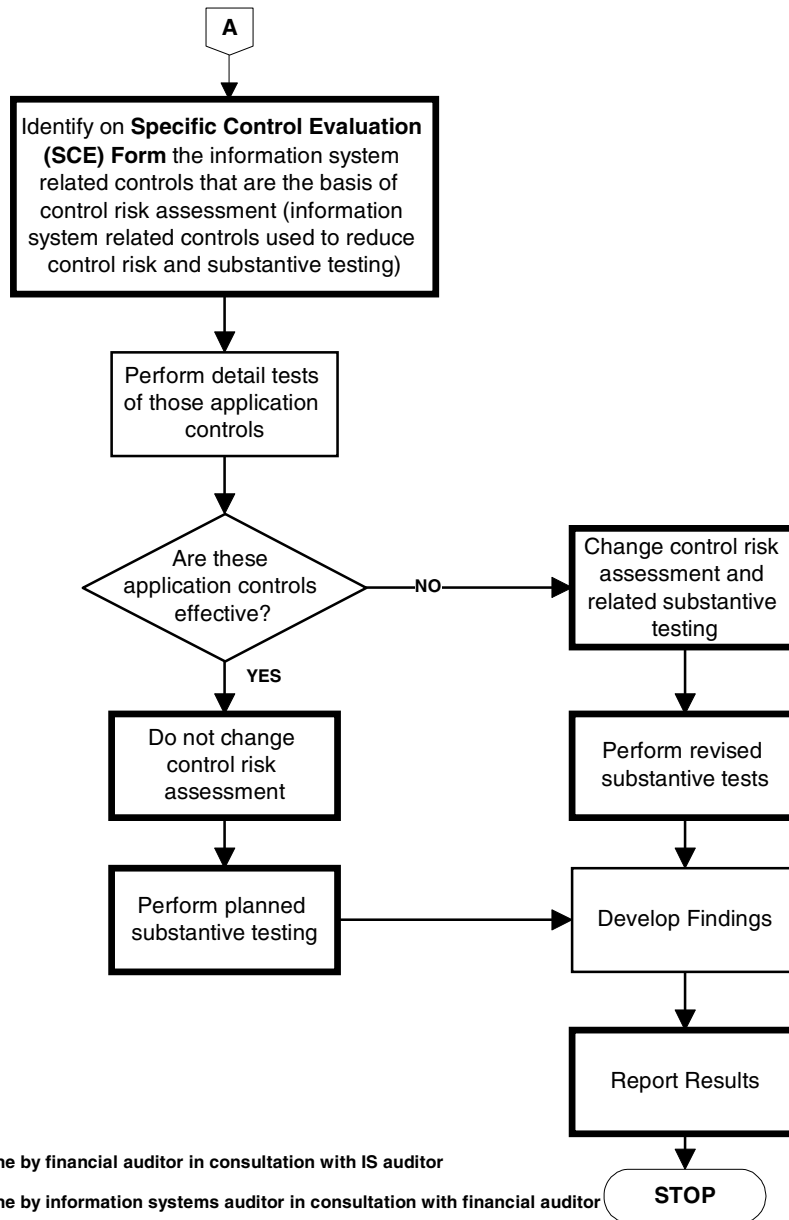 A
Identify on Specific Control Evaluation
(SCE) Form the information system
related controls that are the basis of
control risk assessment (information
system related controls used to reduce
control risk and substantive testing)
Perform detail tests
of those application
controls
Are these
application controls
effective?
NO
Change control risk
assessment and
related substantive
testing
YES
Do not change
control risk
assessment
Perform revised
substantive tests
Perform planned
substantive testing
Develop Findings
Report Results
by financial auditor in consultation with IS auditor
by information systems auditor in consultation with financial auditor
STOP